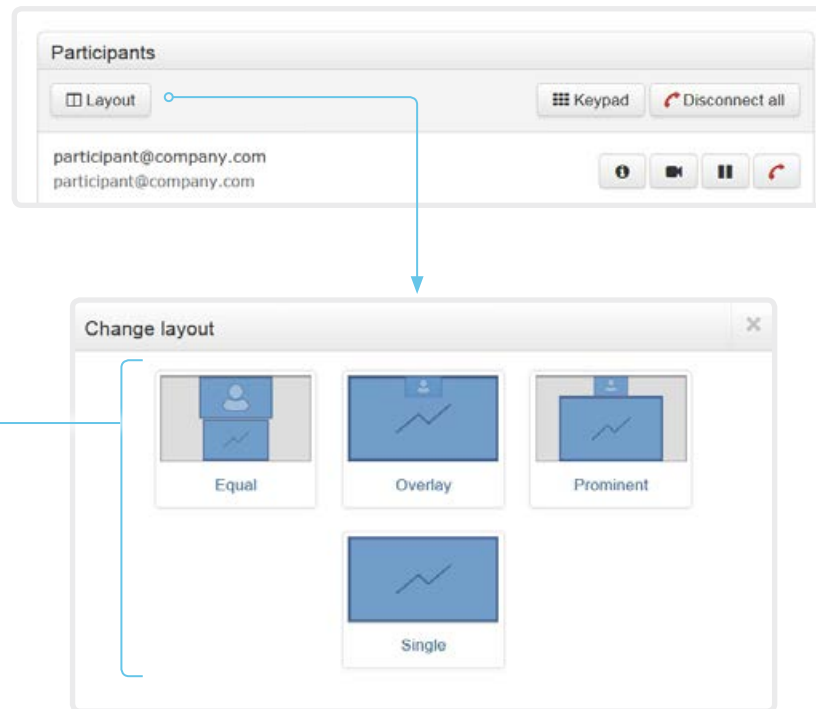 Participants
Layout Keypad Disconnect all
participant@company.com
participant@company.com
Change layout
Equal Overlay Prominent
Single